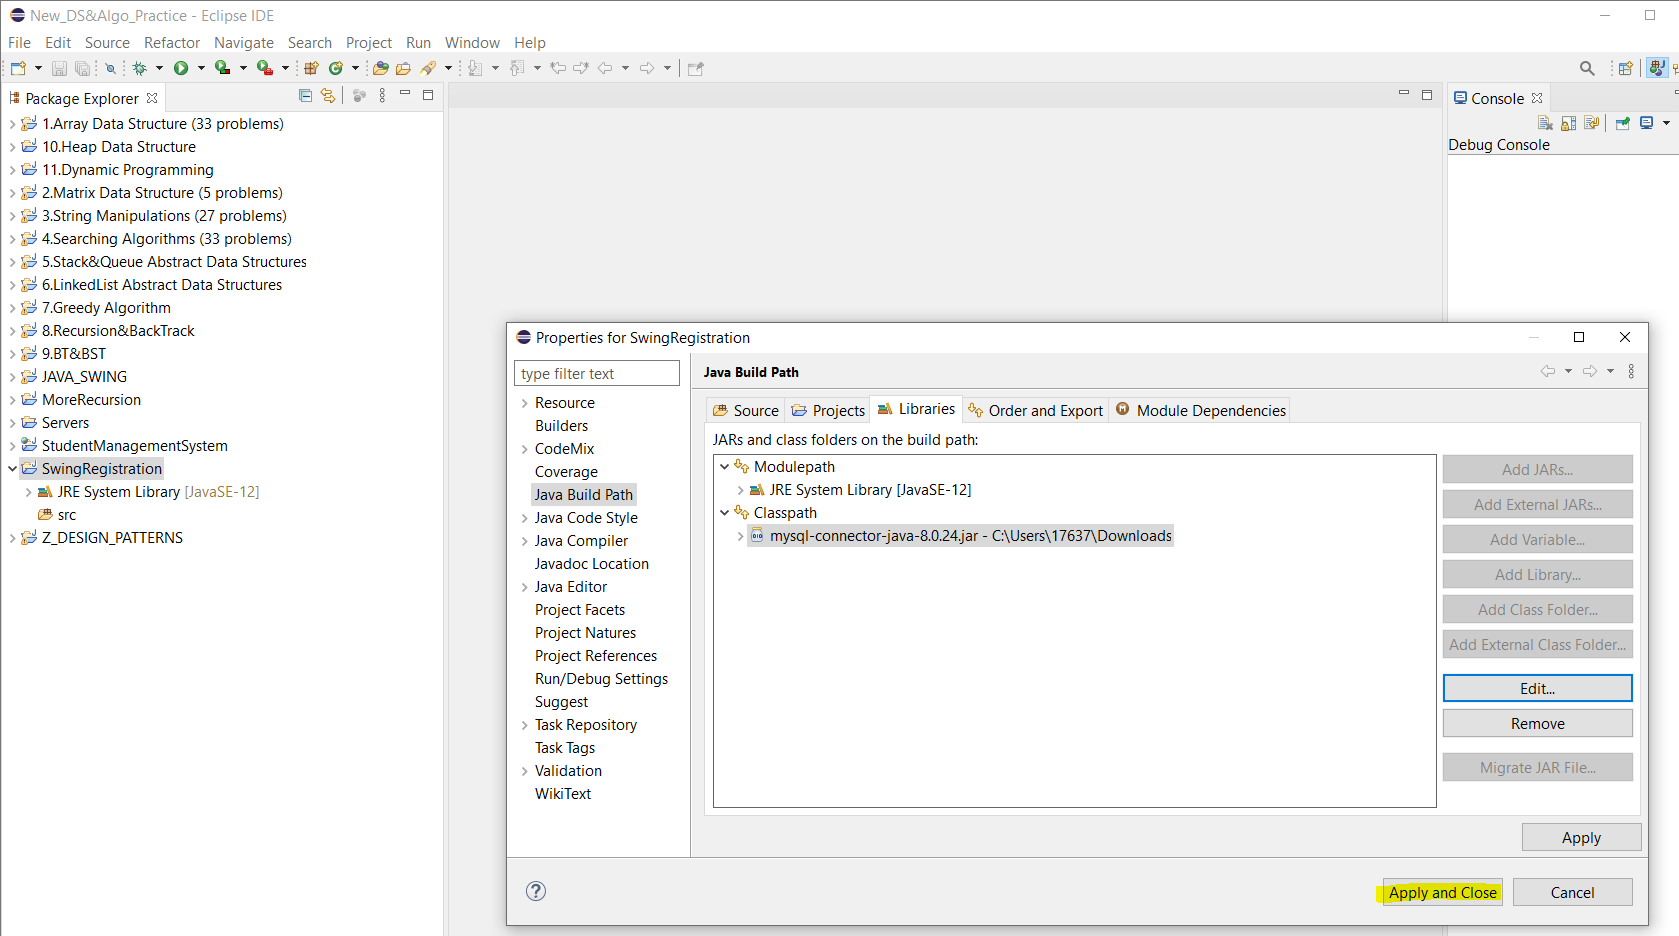 New_DS&Algo_Practice - Eclipse IDE
File Edit Source Refactor Navigate Search Project Run Window Help
Package Explorer
1.Array Data Structure (33 problems)
10.Heap Data Structure
11.Dynamic Programming
2.Matrix Data Structure (5 problems)
3.String Manipulations (27 problems)
4.Searching Algorithms (33 problems)
5.Stack&Queue Abstract Data Structures
6.LinkedList Abstract Data Structures
7.Greedy Algorithm
8.Recursion&BackTrack
9.BT&BST
JAVA_SWING
MoreRecursion
Servers
StudentManagementSystem
SwingRegistration
JRE System Library [JavaSE-12]
src
Z_DESIGN_PATTERNS
Console
Debug Console
Properties for SwingRegistration
type filter text
Resource
Builders
CodeMix
Coverage
Java Build Path
Java Code Style
Java Compiler
Javadoc Location
Java Editor
Project Facets
Project Natures
Project References
Run/Debug Settings
Suggest
Task Repository
Task Tags
Validation
WikiText
Java Build Path
Source Projects Libraries Order and Export Module Dependencies
JARs and class folders on the build path:
Modulepath
JRE System Library [JavaSE-12]
Classpath
mysql-connector-java-8.0.24.jar - C:\Users\17637\Downloads
Add JARs...
Add External JARs...
Add Variable...
Add Library...
Add Class Folder...
Add External Class Folder...
Edit...
Remove
Migrate JAR File...
Apply
Apply and Close
Cancel